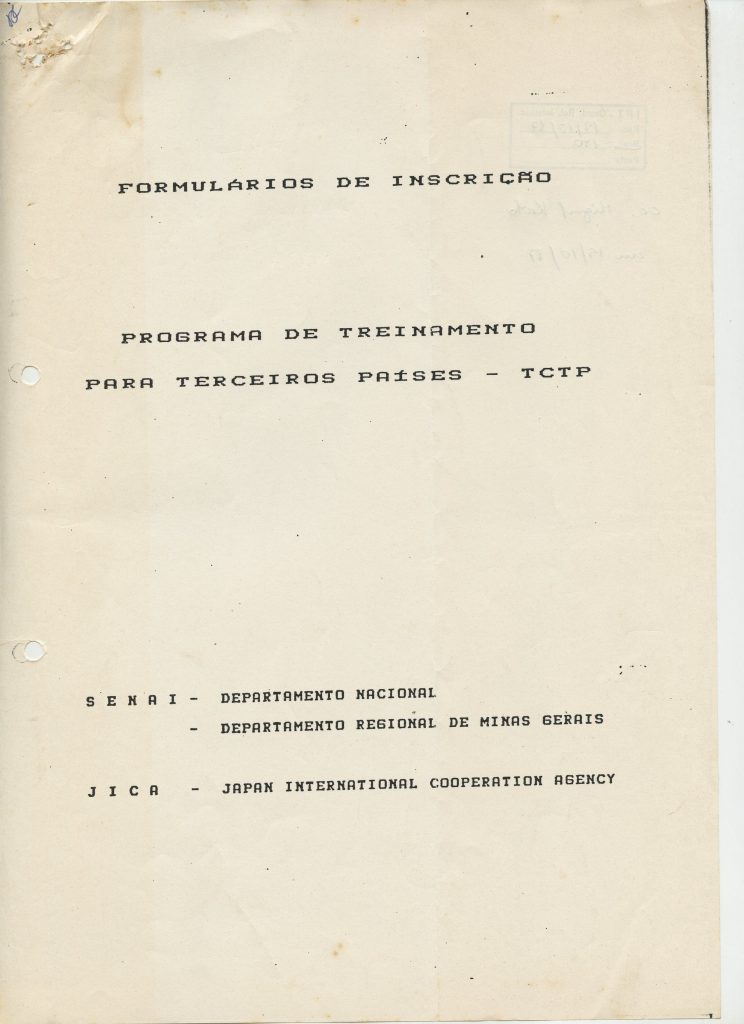 FORMULÁRIOS DE INSCRIÇÃO
PROGRAMA DE TREINAMENTO
PARA TERCEIROS PAÍSES - TCTP
S E N A I - DEPARTAMENTO NACIONAL
- DEPARTAMENTO REGIONAL DE MINAS GERAIS
J I C A - JAPAN INTERNATIONAL COOPERATION AGENCY